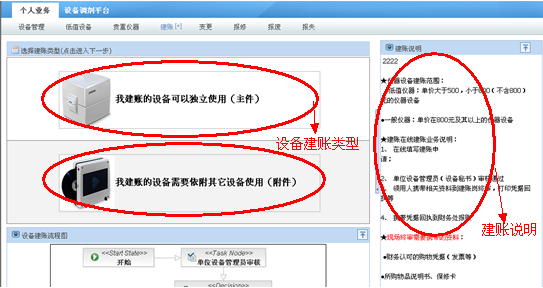 个人业务 设备调剂平台
设备管理 低值设备 贵重仪器 建账 [+] 变更 报修 报废 报失
选择建账类型(点击进入下一步)
我建账的设备可以独立使用（主件）
我建账的设备需要依附其它设备使用（附件）
设备建账类型
设备建账流程图
<<Start State>>
开始
<<Task Node>>
单位设备管理员审核
<<Decision>>
建账说明
2222
★仪器设备建账范围：
低值仪器：单价大于500，小于800（不含800）
元的仪器设备
●一般仪器：单价在800元及其以上的仪器设备
★建账在线建账业务说明：
1、 在线填写建账申
请；
2、 单位设备管理员（设备秘书）审核通过
领用人携带相关资料到建账岗
打印凭据回
4、
凭据回执到财务处报
★现场终审需要携带的资料：
●财务认可的购物凭据（发票等）
●所购物品说明书、保修卡
建账说明